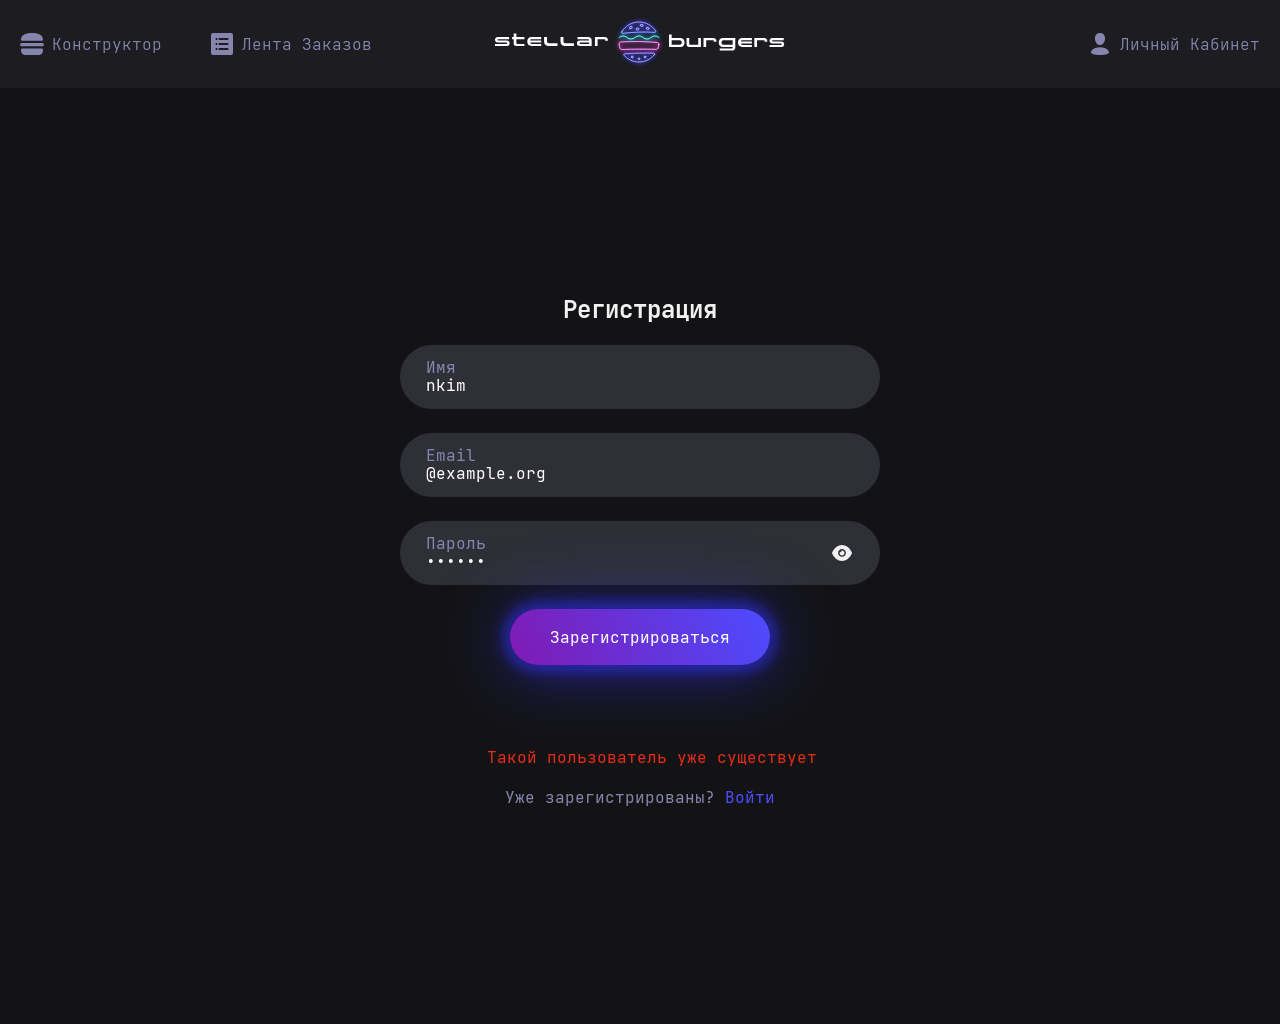 Конструктор
Лента Заказов
stellar burgers
Личный Кабинет
Регистрация
Имя
nkim
Email
@example.org
Пароль
••••••
Зарегистрироваться
Такой пользователь уже существует
Уже зарегистрированы? Войти